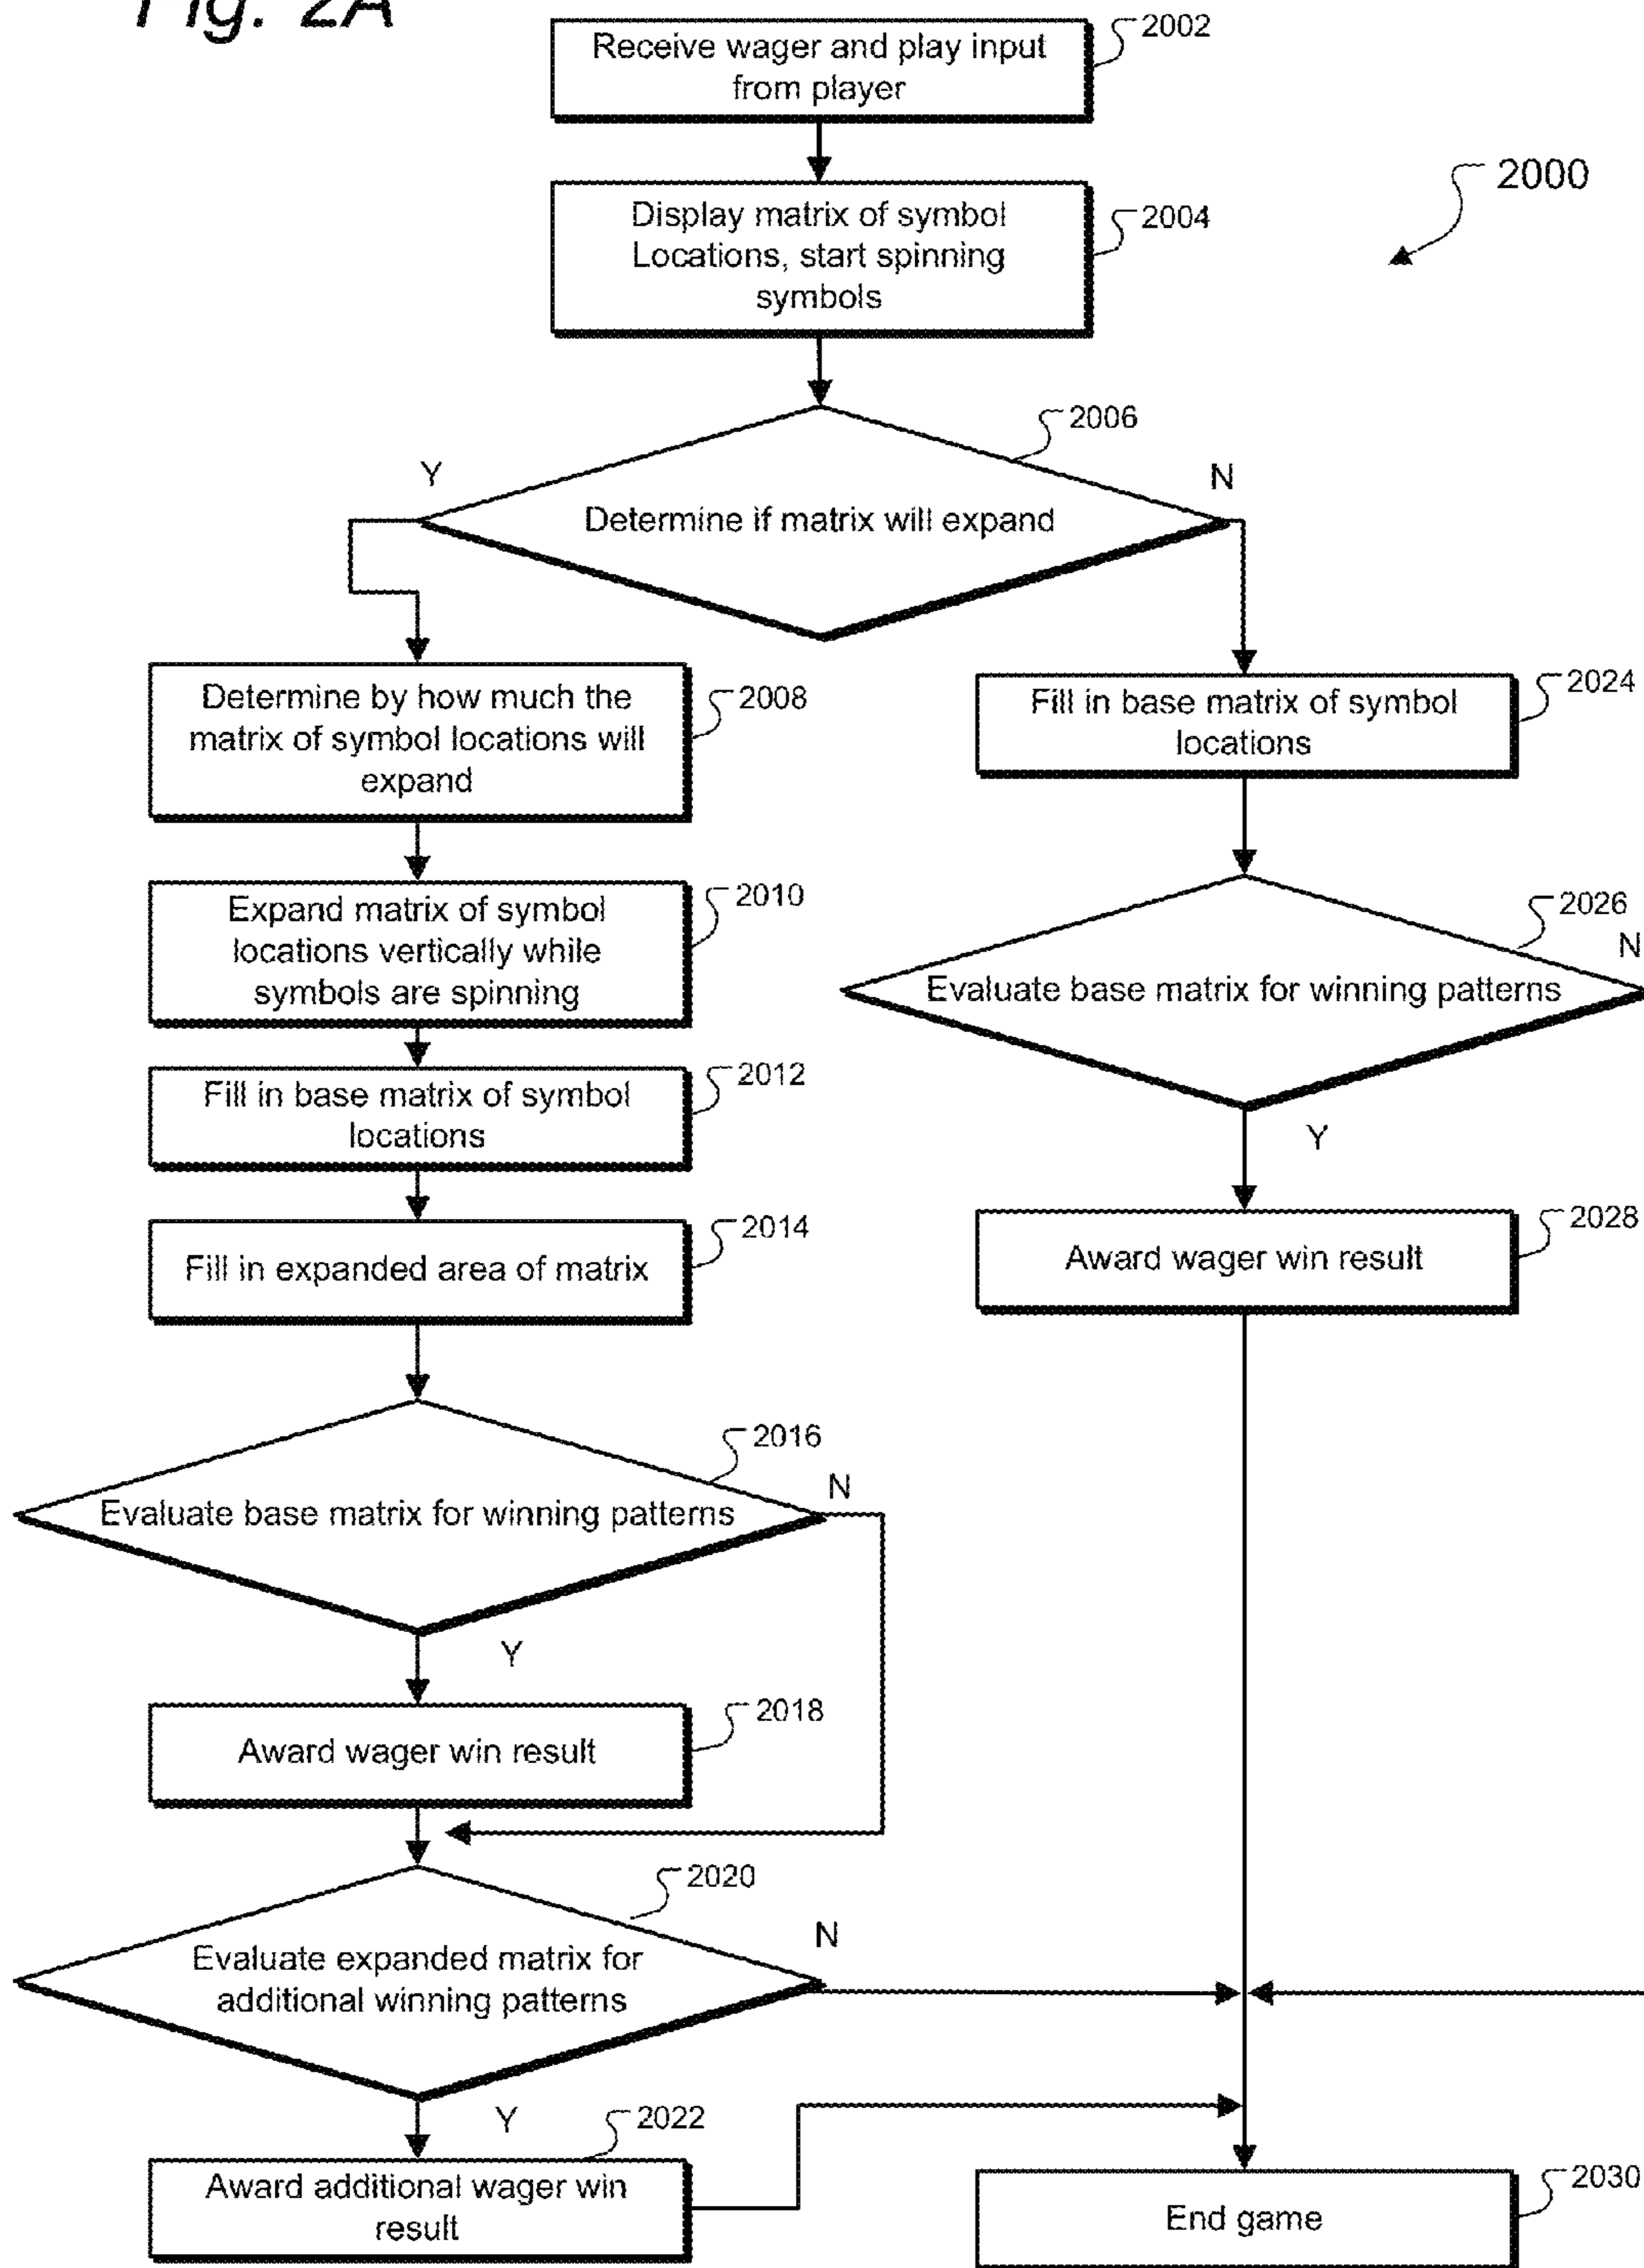 Fig. 2A
Receive wager and play input
from player
2002
2000
Display matrix of symbol
Locations, start spinning
symbols
2004
2006
Y
N
Determine if matrix will expand
Determine by how much the
matrix of symbol locations will
expand
2008
Fill in base matrix of symbol
locations
2024
Expand matrix of symbol
locations vertically while
symbols are spinning
2010
2026
N
Evaluate base matrix for winning patterns
Y
Fill in base matrix of symbol
locations
2012
Fill in expanded area of matrix
2014
Award wager win result
2028
2016
N
Evaluate base matrix for winning patterns
Y
Award wager win result
2018
2020
N
Evaluate expanded matrix for
additional winning patterns
Y
2022
Award additional wager win
result
End game
2030